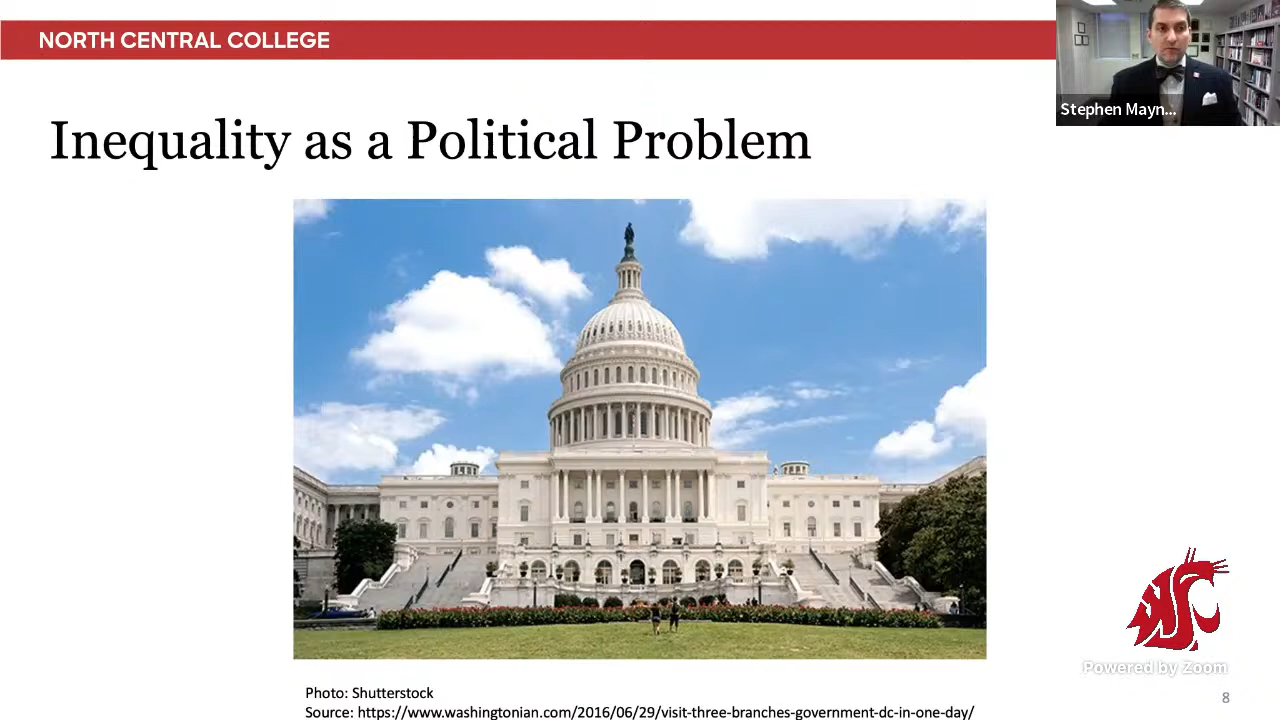 NORTH CENTRAL COLLEGE
Stephen Mayn...
Inequality as a Political Problem
Powered by Zoom
Photo: Shutterstock
Source: https://www.washingtonian.com/2016/06/29/visit-three-branches-government-dc-in-one-day/
8